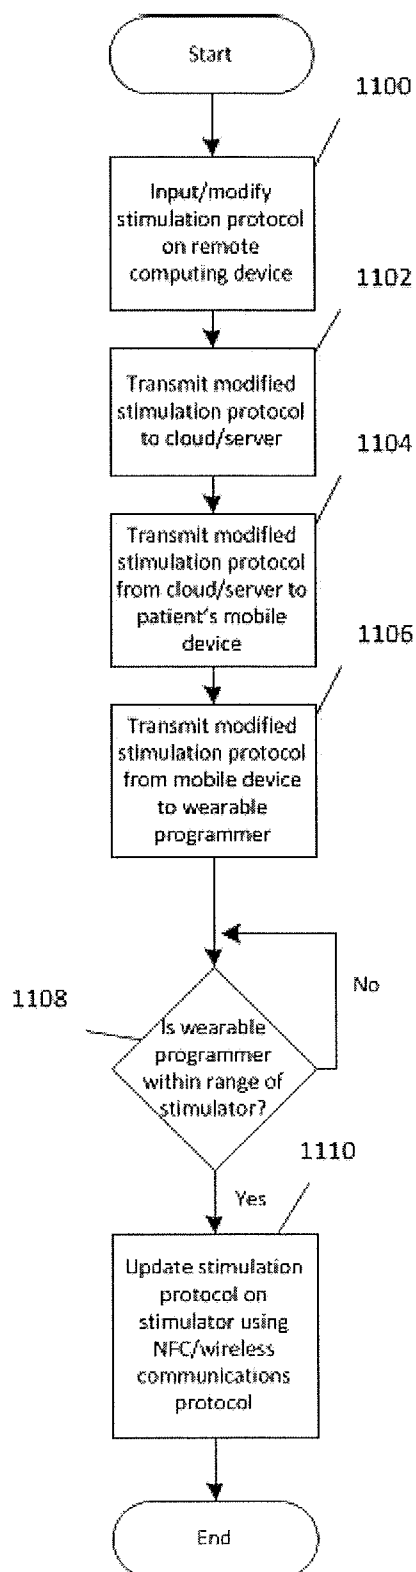 Start
1100
Input/modify
stimulation protocol
on remote
computing device
1102
Transmit modified
stimulation protocol
to cloud/server
1104
Transmit modified
stimulation protocol
from cloud/server to
patient's mobile
device
1106
Transmit modified
stimulation protocol
from mobile device
to wearable
programmer
No
1108
Is wearable
programmer
within range of
stimulator?
1110
Yes
Update stimulation
protocol on
stimulator using
NFC/wireless
communications
protocol
End